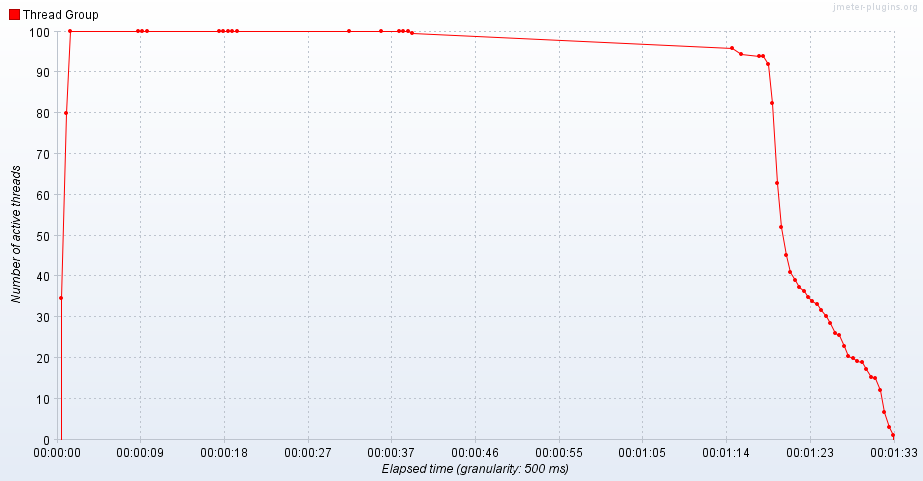 jmeter-plugins.org
Thread Group
100
90
80
70
60
50
40
30
20
10
0
Number of active threads
00:00:00 00:00:09 00:00:18 00:00:27 00:00:37 00:00:46 00:00:55 00:01:05 00:01:14 00:01:23 00:01:33
Elapsed time (granularity: 500 ms)